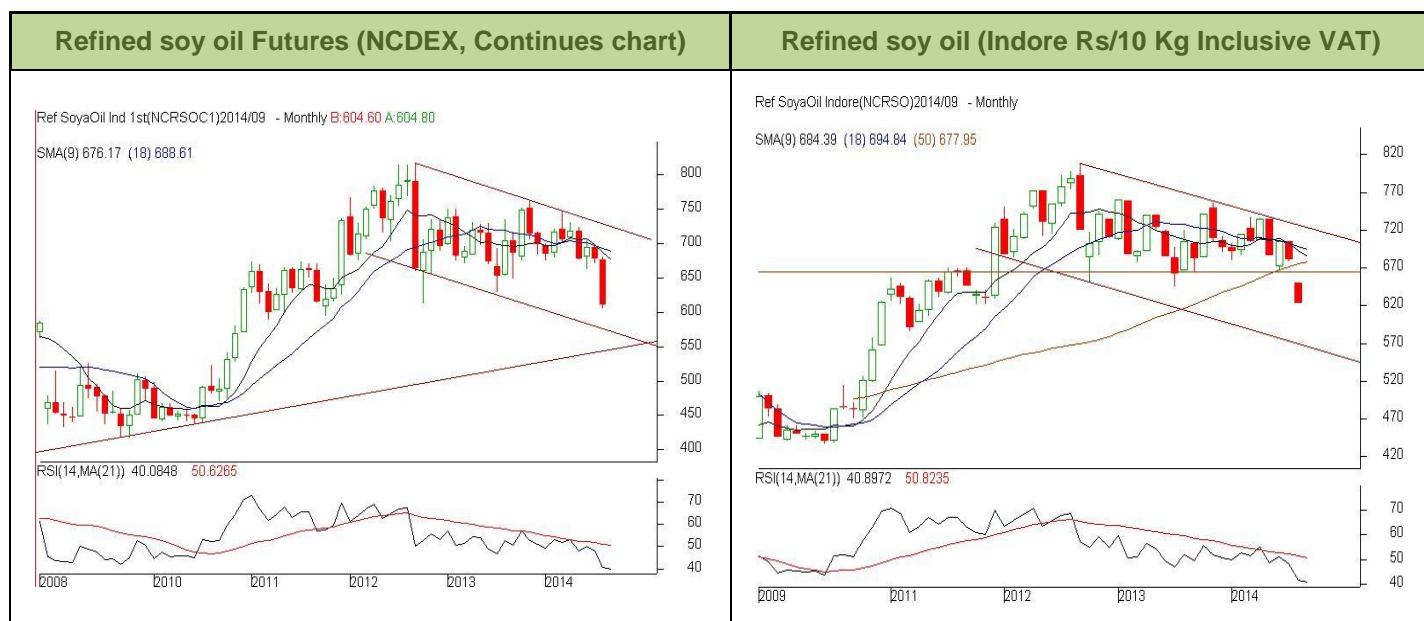 Refined soy oil Futures (NCDEX, Continues chart)
Refined soy oil (Indore Rs/10 Kg Inclusive VAT)
Ref SoyaOil Ind 1st(NCRSOC1)2014/09 - Monthly B:604.60 A:604.80
SMA(9) 676.17 (18) 688.61
800
750
700
650
600
550
500
450
400
RSI(14,MA(21)) 40.0848 50.6265
70
60
50
40
2008 2010 2011 2012 2013 2014
Ref SoyaOil Indore(NCRSO)2014/09 - Monthly
SMA(9) 684.39 (18) 694.84 (50) 677.95
820
770
720
670
620
570
520
470
420
RSI(14,MA(21)) 40.8972 50.8235
70
60
50
40
2009 2011 2012 2013 2014